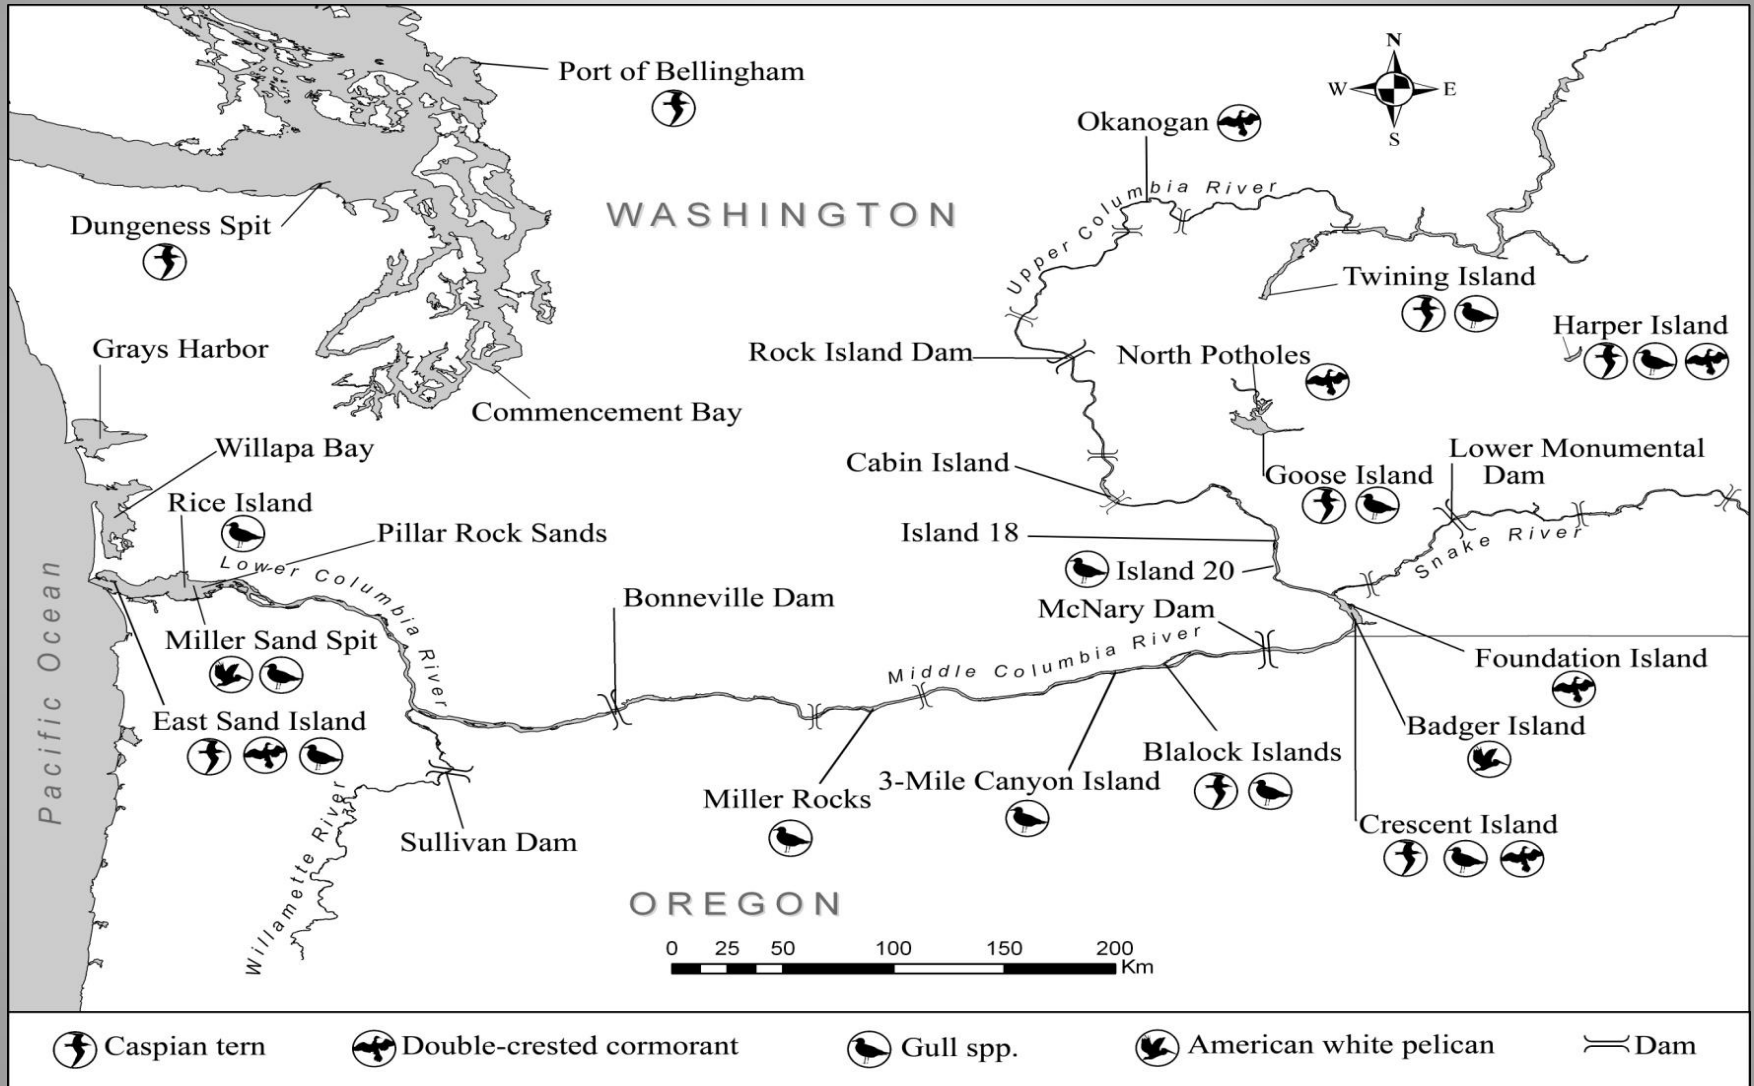 Port of Bellingham
N
W
E
S
Okanogan
Upper Columbia River
WASHINGTON
Dungeness Spit
Twining Island
Harper Island
Grays Harbor
Rock Island Dam
North Potholes
Commencement Bay
Willapa Bay
Cabin Island
Goose Island
Lower Monumental
Dam
Rice Island
Pillar Rock Sands
Island 18
Snake River
Lower Columbia River
Island 20
Bonneville Dam
McNary Dam
Pacific Ocean
Miller Sand Spit
Middle Columbia River
Foundation Island
East Sand Island
Badger Island
Blalock Islands
3-Mile Canyon Island
Miller Rocks
Crescent Island
Sullivan Dam
Willamette River
OREGON
0 25 50 100 150 200
Km
Caspian tern
Double-crested cormorant
Gull spp.
American white pelican
Dam